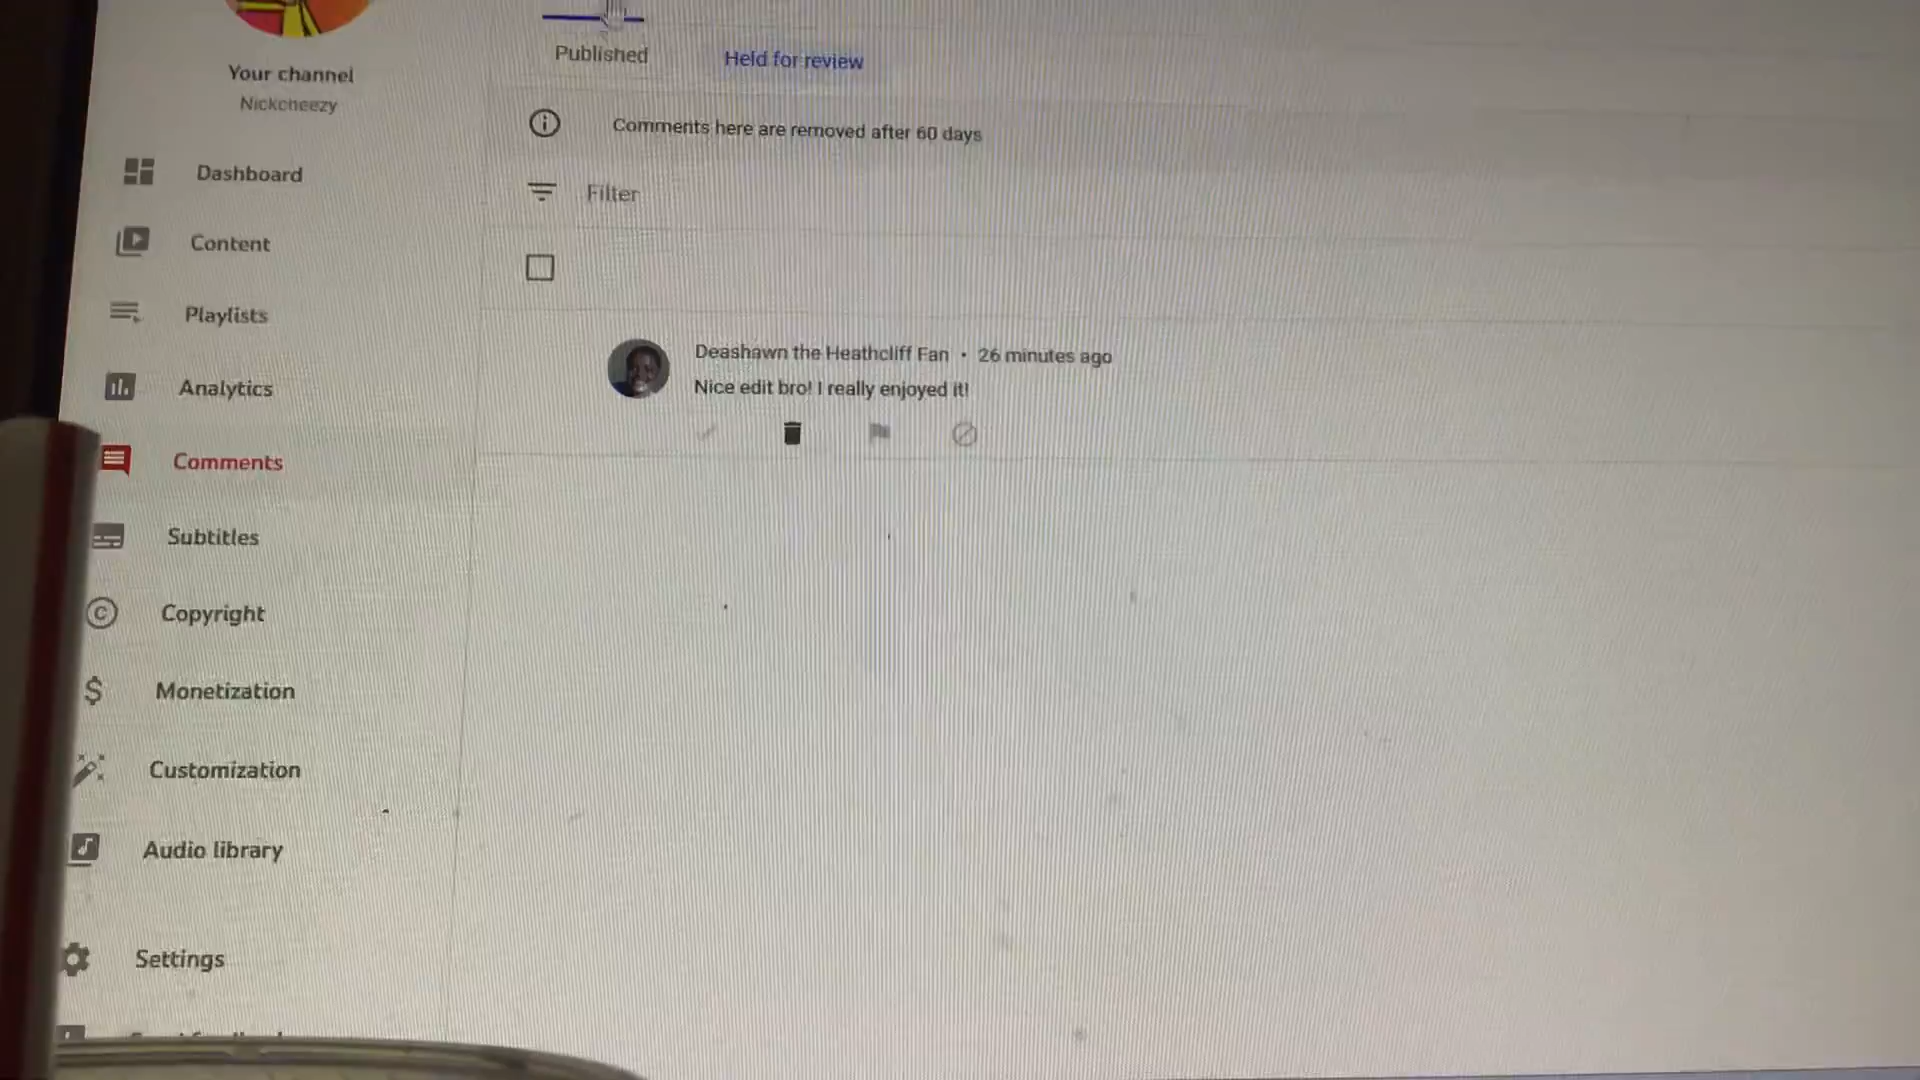 Your channel
Nickcheezy
Dashboard
Content
Playlists
Analytics
Comments
Subtitles
Copyright
Monetization
Customization
Audio library
Settings
Published
Held for review
Comments here are removed after 60 days
Filter
Deashawn the Heathcliff Fan • 26 minutes ago
Nice edit bro! I really enjoyed it!